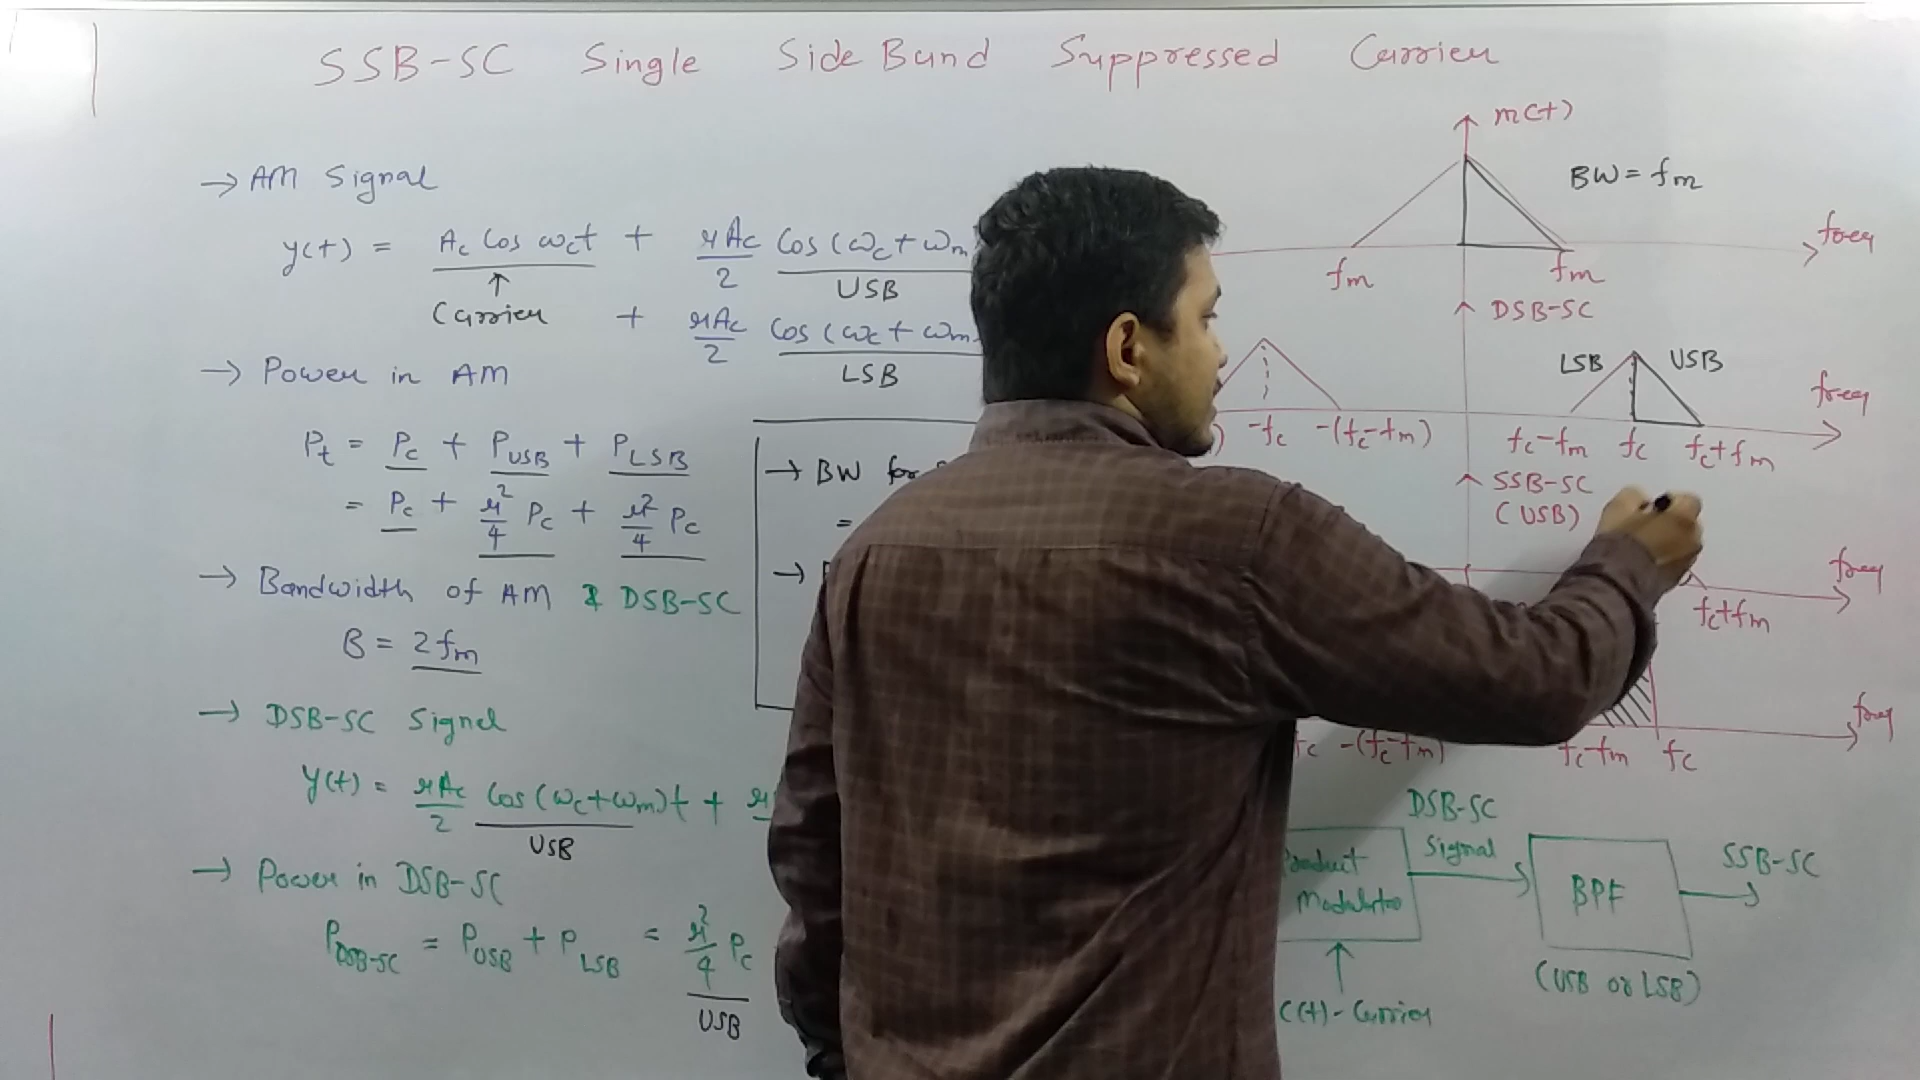 SSB-SC Single Side Band Suppressed Carrier
→ AM Signal
y(t) = Ac Cos ωct + μAc/2 Cos (ωc + ωm
Carrier
USB
+ μAc/2 Cos (ωc + ωm
LSB
→ Power in AM
Pt = Pc + PUSB + PLSB
= Pc + μ²/4 Pc + μ²/4 Pc
→ Bandwidth of AM & DSB-SC
B = 2fm
→ DSB-SC Signal
y(t) = μAc/2 Cos (ωc+ωm)t + μ
USB
→ Power in DSB-SC
PDSB-SC = PUSB + PLSB = μ²/4 Pc
USB
→ BW for
=
→
m(t)
BW = fm
freq
fm
fm
DSB-SC
LSB
USB
freq
) -fc -(fc-fm) fc-fm fc fc+fm
SSB-SC
(USB)
freq
fc+fm
freq
fc -(fc-fm) fc-fm fc
Product
Modulator
DSB-SC
Signal
BPF
SSB-SC
(USB or LSB)
C(t) - Carrier